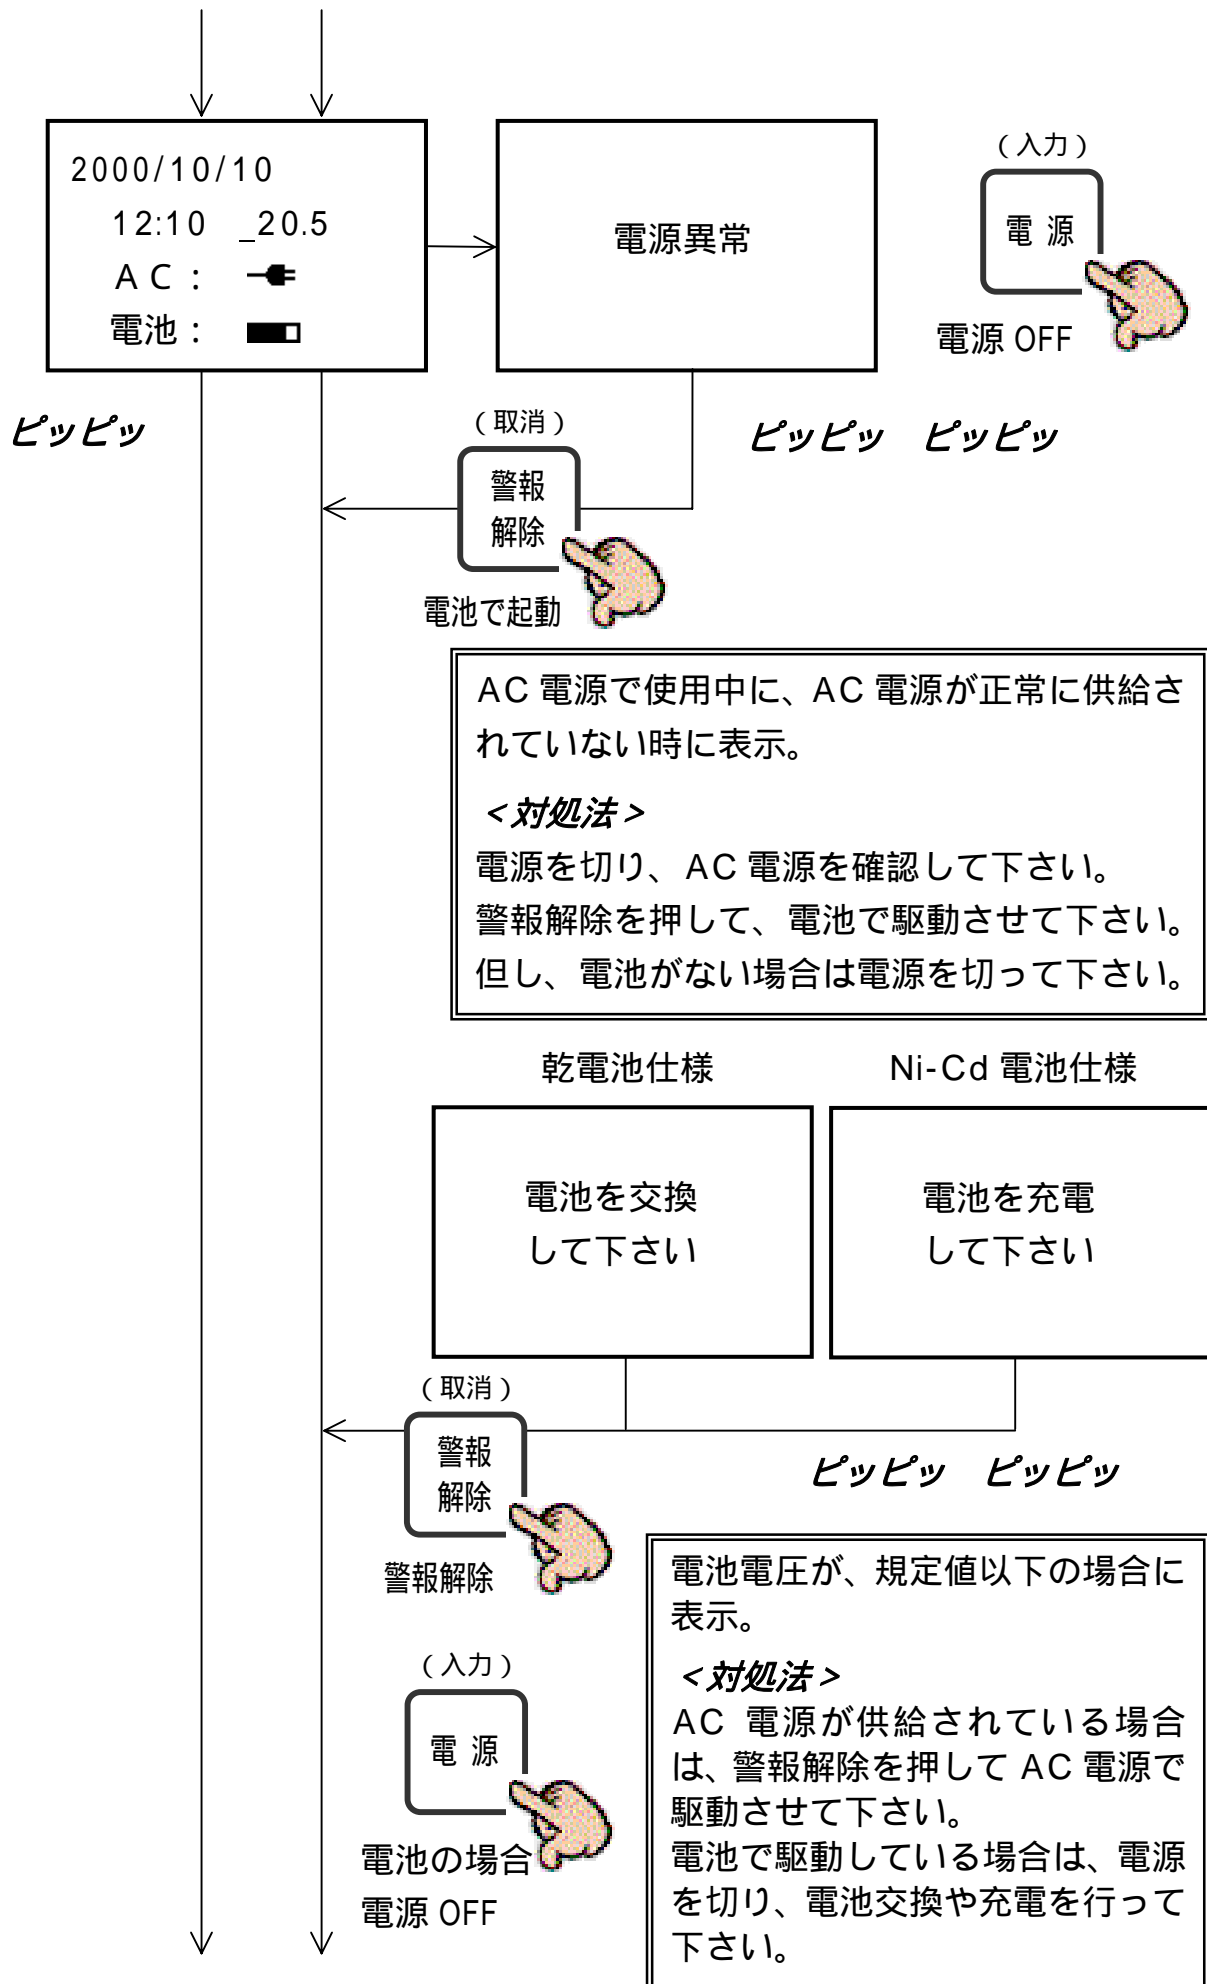 2000/10/10
12:10 _20.5
AC：
電池：
電源異常
（入力）
電 源
電源 OFF
ピッピッ
（取消）
警報
解除
電池で起動
ピッピッ ピッピッ
AC 電源で使用中に、AC 電源が正常に供給さ
れていない時に表示。
＜対処法＞
電源を切り、AC 電源を確認して下さい。
警報解除を押して、電池で駆動させて下さい。
但し、電池がない場合は電源を切って下さい。
乾電池仕様
Ni-Cd 電池仕様
電池を交換
して下さい
電池を充電
して下さい
（取消）
警報
解除
警報解除
ピッピッ ピッピッ
（入力）
電 源
電池の場合
電源 OFF
電池電圧が、規定値以下の場合に
表示。
＜対処法＞
AC 電源が供給されている場合
は、警報解除を押して AC 電源で
駆動させて下さい。
電池で駆動している場合は、電源
を切り、電池交換や充電を行って
下さい。